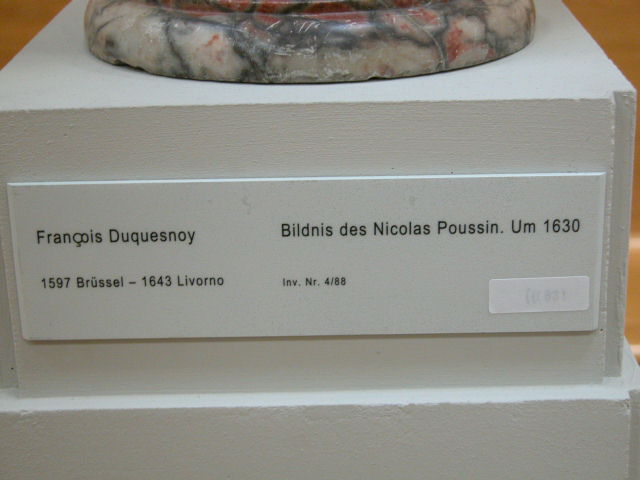 François Duquesnoy
1597 Brüssel – 1643 Livorno
Bildnis des Nicolas Poussin. Um 1630
Inv. Nr. 4/88